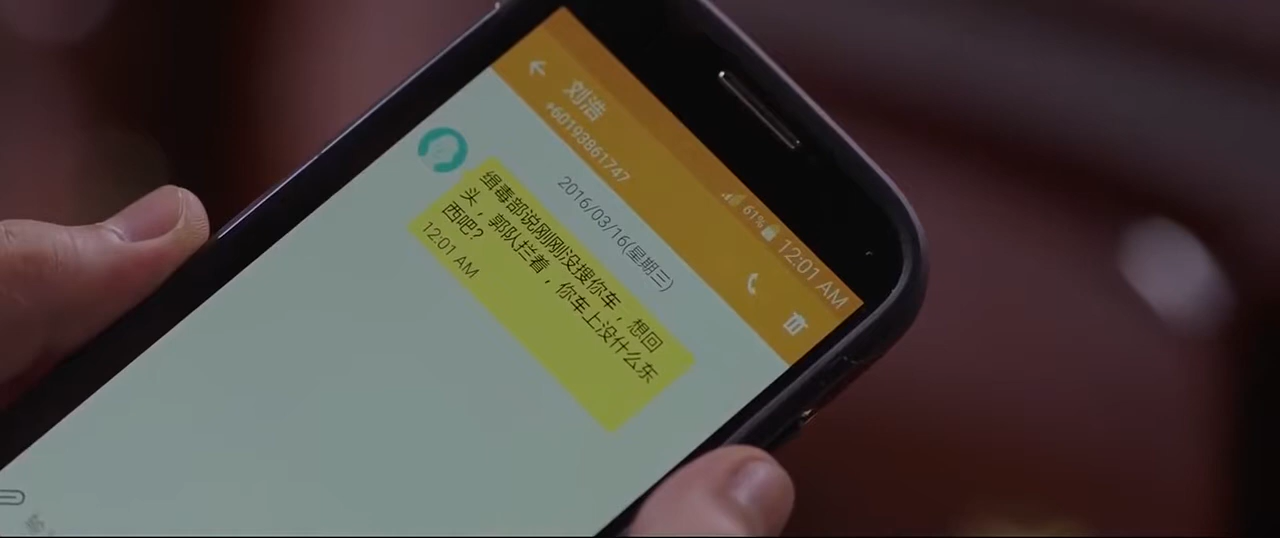 61% 12:01 AM
刘浩
+60193861747
2016/03/16(星期三)
缉毒部说刚刚没搜你车，想回
头，郭队拦着，你车上没什么东
西吧？
12:01 AM